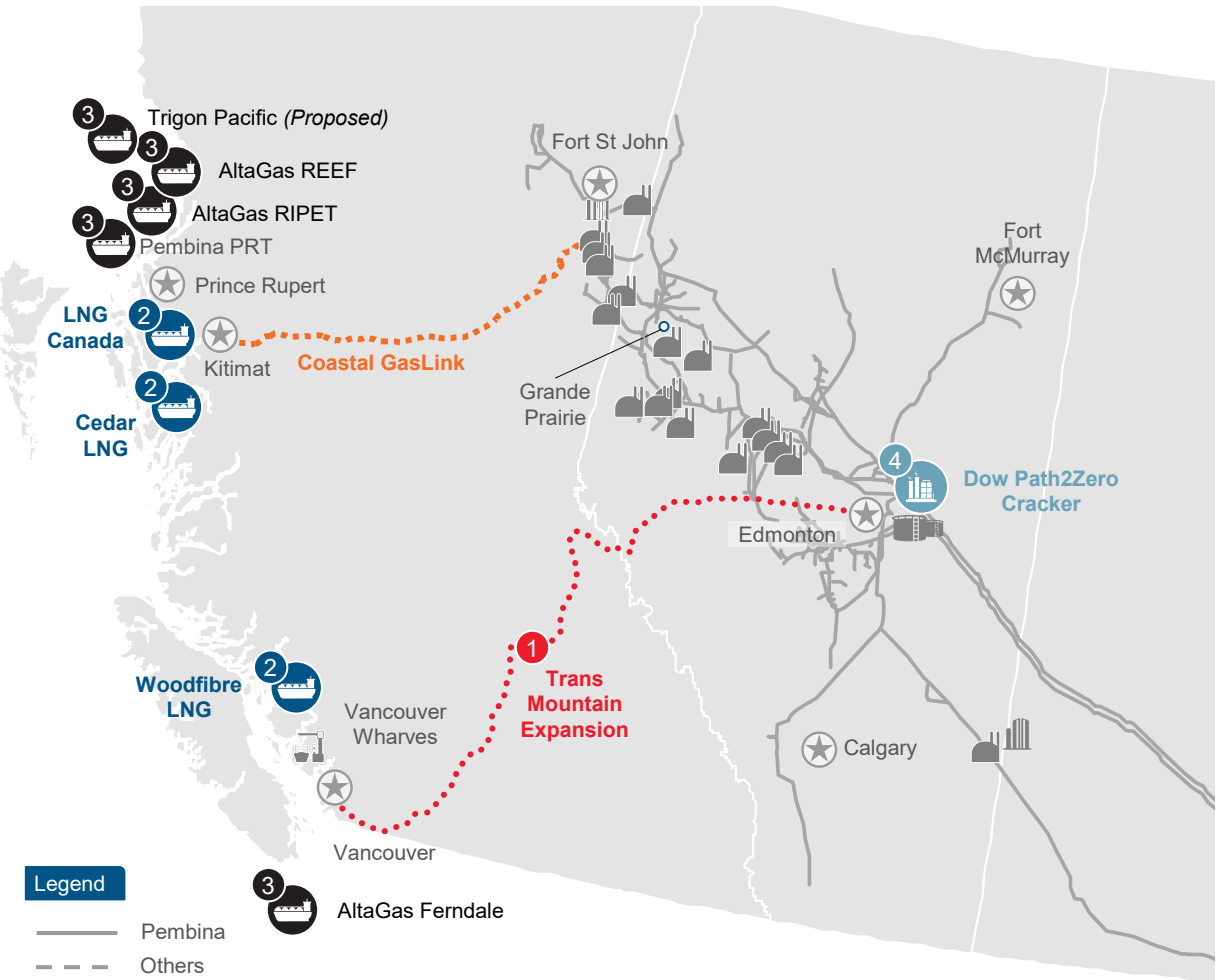 3
Trigon Pacific (Proposed)
3
AltaGas REEF
3
AltaGas RIPET
3
Pembina PRT
Prince Rupert
LNG
Canada
2
Kitimat
Coastal GasLink
2
Cedar
LNG
Fort St John
Fort
McMurray
Grande
Prairie
4
Dow Path2Zero
Cracker
Edmonton
1
Trans
Mountain
Expansion
2
Woodfibre
LNG
Vancouver
Wharves
Calgary
Vancouver
3
AltaGas Ferndale
Legend
Pembina
Others